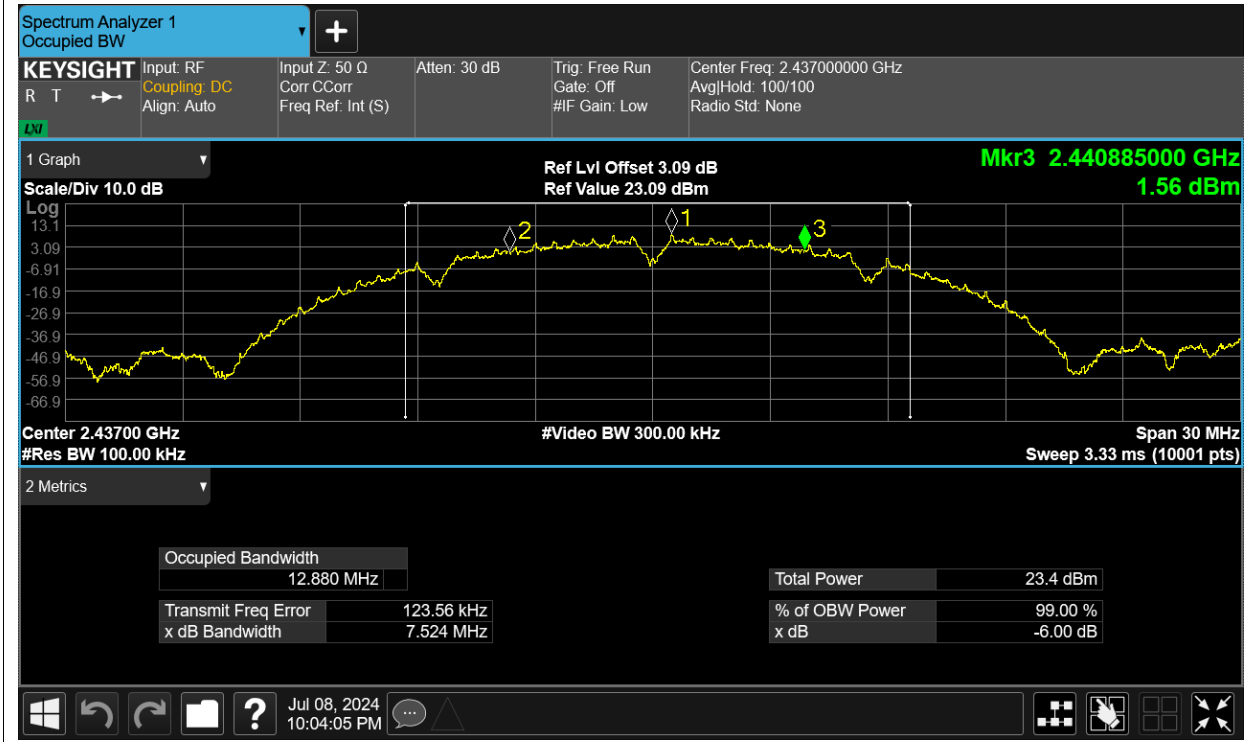 Spectrum Analyzer 1
Occupied BW
KEYSIGHT
R T
LXI
Input: RF
Coupling: DC
Align: Auto
Input Z: 50 Ω
Corr CCorr
Freq Ref: Int (S)
Atten: 30 dB
Trig: Free Run
Gate: Off
#IF Gain: Low
Center Freq: 2.437000000 GHz
Avg|Hold: 100/100
Radio Std: None
1 Graph
Scale/Div 10.0 dB
Ref Lvl Offset 3.09 dB
Ref Value 23.09 dBm
Mkr3 2.440885000 GHz
1.56 dBm
Log
13.1
3.09
-6.91
-16.9
-26.9
-36.9
-46.9
-56.9
-66.9
2
1
3
Center 2.43700 GHz
#Video BW 300.00 kHz
Span 30 MHz
#Res BW 100.00 kHz
Sweep 3.33 ms (10001 pts)
2 Metrics
Occupied Bandwidth
12.880 MHz
Total Power 23.4 dBm
Transmit Freq Error 123.56 kHz
% of OBW Power 99.00 %
x dB Bandwidth 7.524 MHz
x dB -6.00 dB
?
Jul 08, 2024
10:04:05 PM